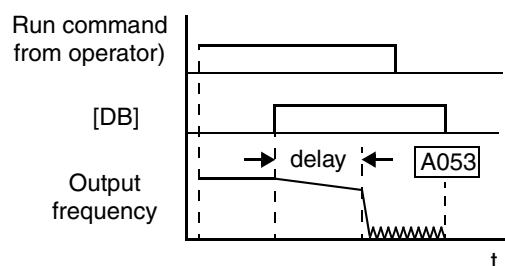 Run command
from operator)
[DB]
delay
A053
Output
frequency
t